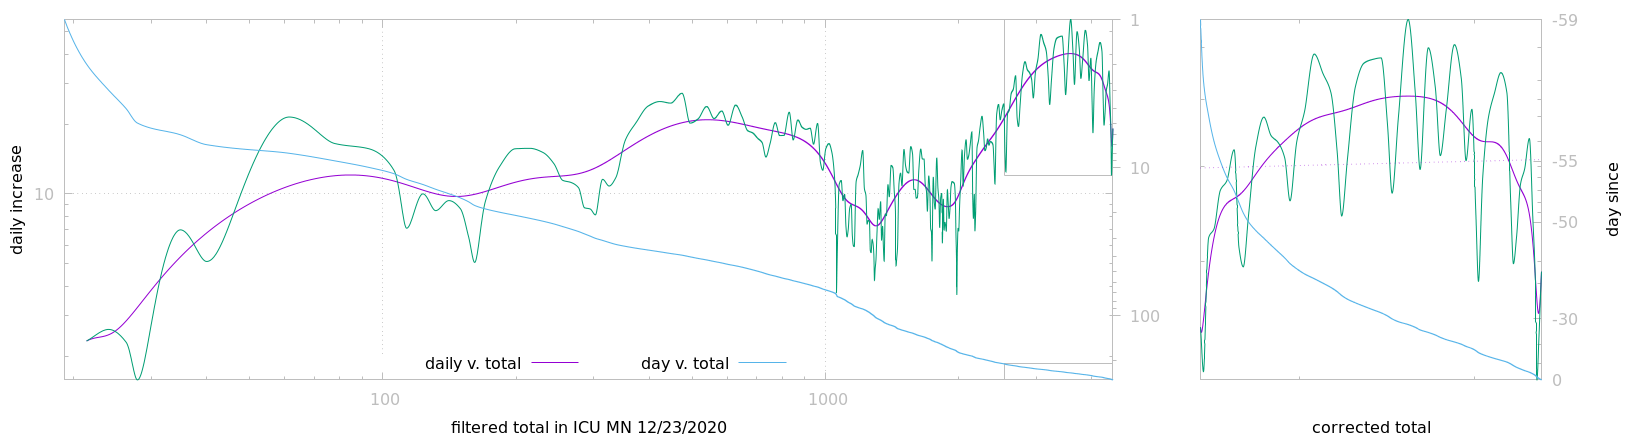 daily increase
10
daily v. total
day v. total
100
1000
filtered total in ICU MN 12/23/2020
1
10
100
-59
-55
-50
-30
0
day since
corrected total